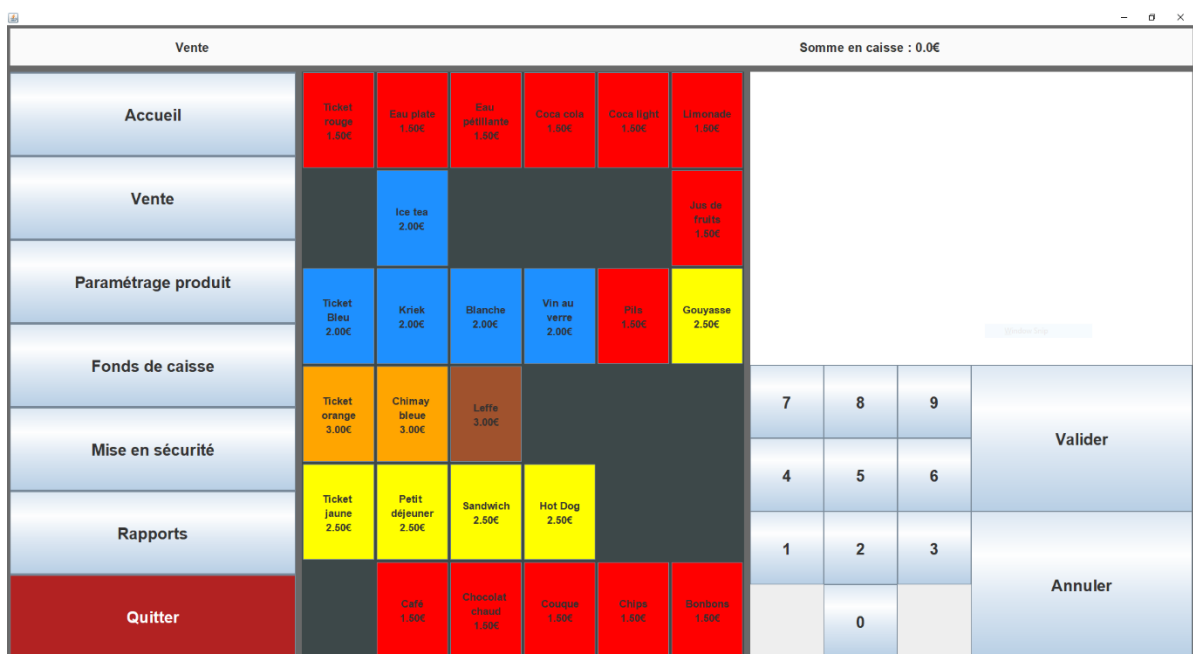 Vente
Somme en caisse : 0.0€
Accueil
Vente
Paramétrage produit
Fonds de caisse
Mise en sécurité
Rapports
Quitter
Ticket
rouge
1.50€
Eau plate
1.50€
Eau
pétillante
1.50€
Coca cola
1.50€
Coca light
1.50€
Limonade
1.50€
Ice tea
2.00€
Jus de
fruits
1.50€
Ticket
Bleu
2.00€
Kriek
2.00€
Blanche
2.00€
Vin au
verre
2.00€
Pils
1.50€
Gouyasse
2.50€
Ticket
orange
3.00€
Chimay
bleue
3.00€
Leffe
3.00€
Ticket
jaune
2.50€
Petit
déjeuner
2.50€
Sandwich
2.50€
Hot Dog
2.50€
Café
1.50€
Chocolat
chaud
1.50€
Couque
1.50€
Chips
1.50€
Bonbons
1.50€
7
8
9
4
5
6
1
2
3
0
Valider
Annuler